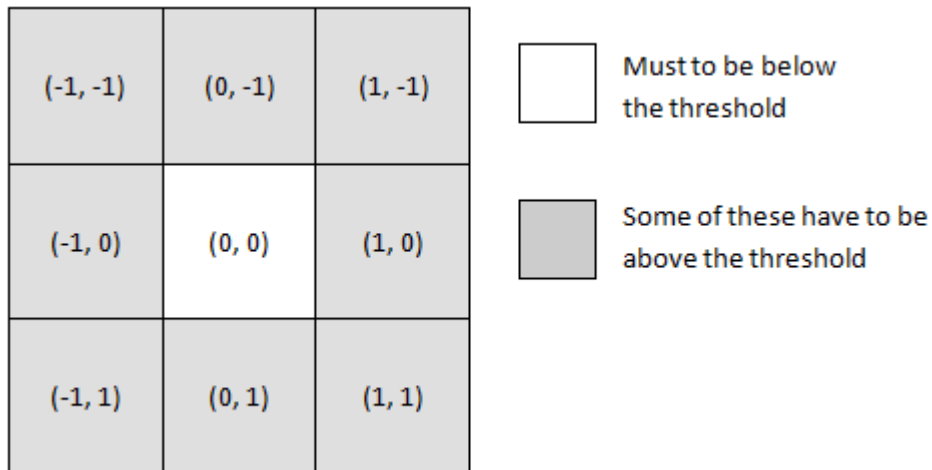 (-1, -1) (0, -1) (1, -1)
Must to be below
the threshold
(-1, 0) (0, 0) (1, 0)
Some of these have to be
above the threshold
(-1, 1) (0, 1) (1, 1)